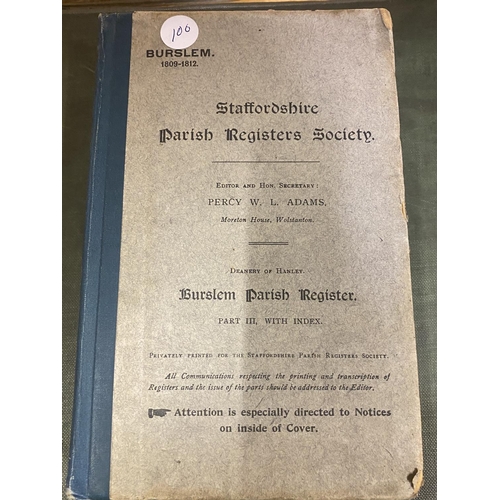 106
BURSLEM.
1809-1812.
Staffordshire
Parish Registers Society.
EDITOR AND HON. SECRETARY:
PERCY W. L. ADAMS,
Moreton House, Wolstanton.
DEANERY OF HANLEY.
Burslem Parish Register.
PART III, WITH INDEX.
PRIVATELY PRINTED FOR THE STAFFORDSHIRE PARISH REGISTERS SOCIETY.
All Communications respecting the printing and transcription of
Registers and the issue of the parts should be addressed to the Editor.
☛ Attention is especially directed to Notices
on inside of Cover.